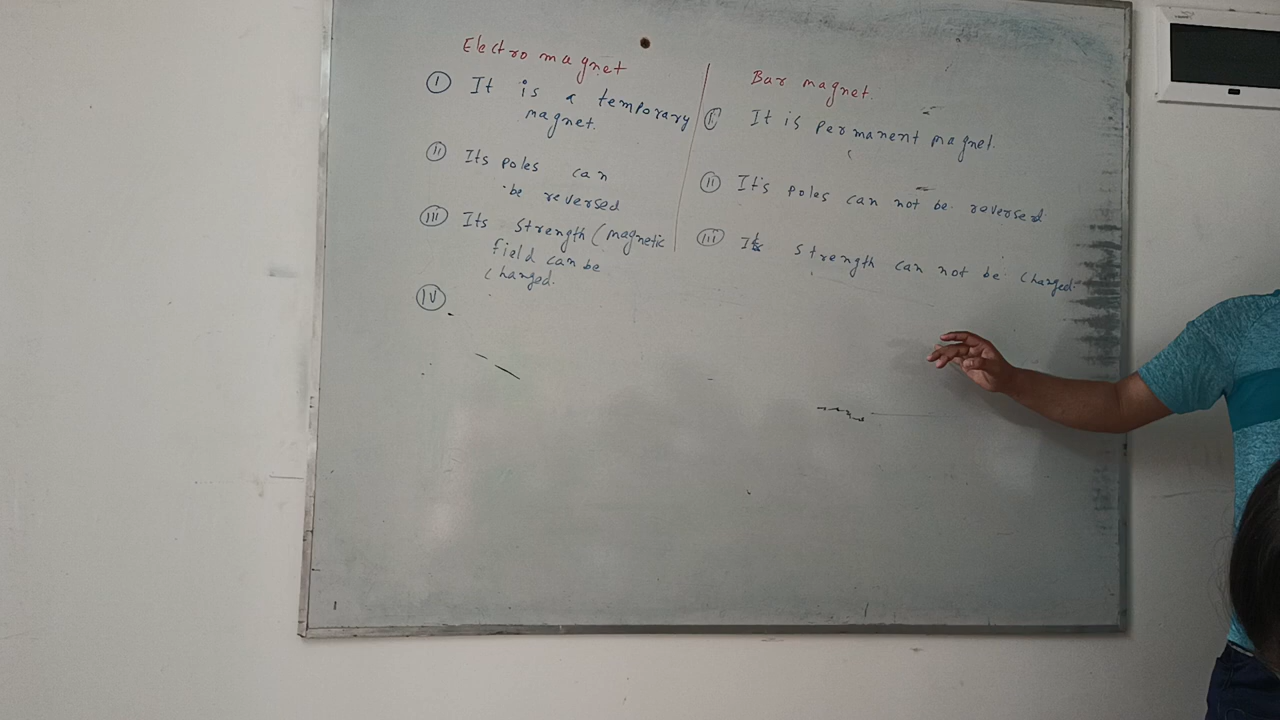 Electro magnet
I It is a temporary
magnet.
II Its poles can
be reversed
III Its strength (magnetic
field can be
changed.
IV
Bar magnet.
I It is permanent magnet.
II It's poles can not be reversed
III Its strength can not be changed.